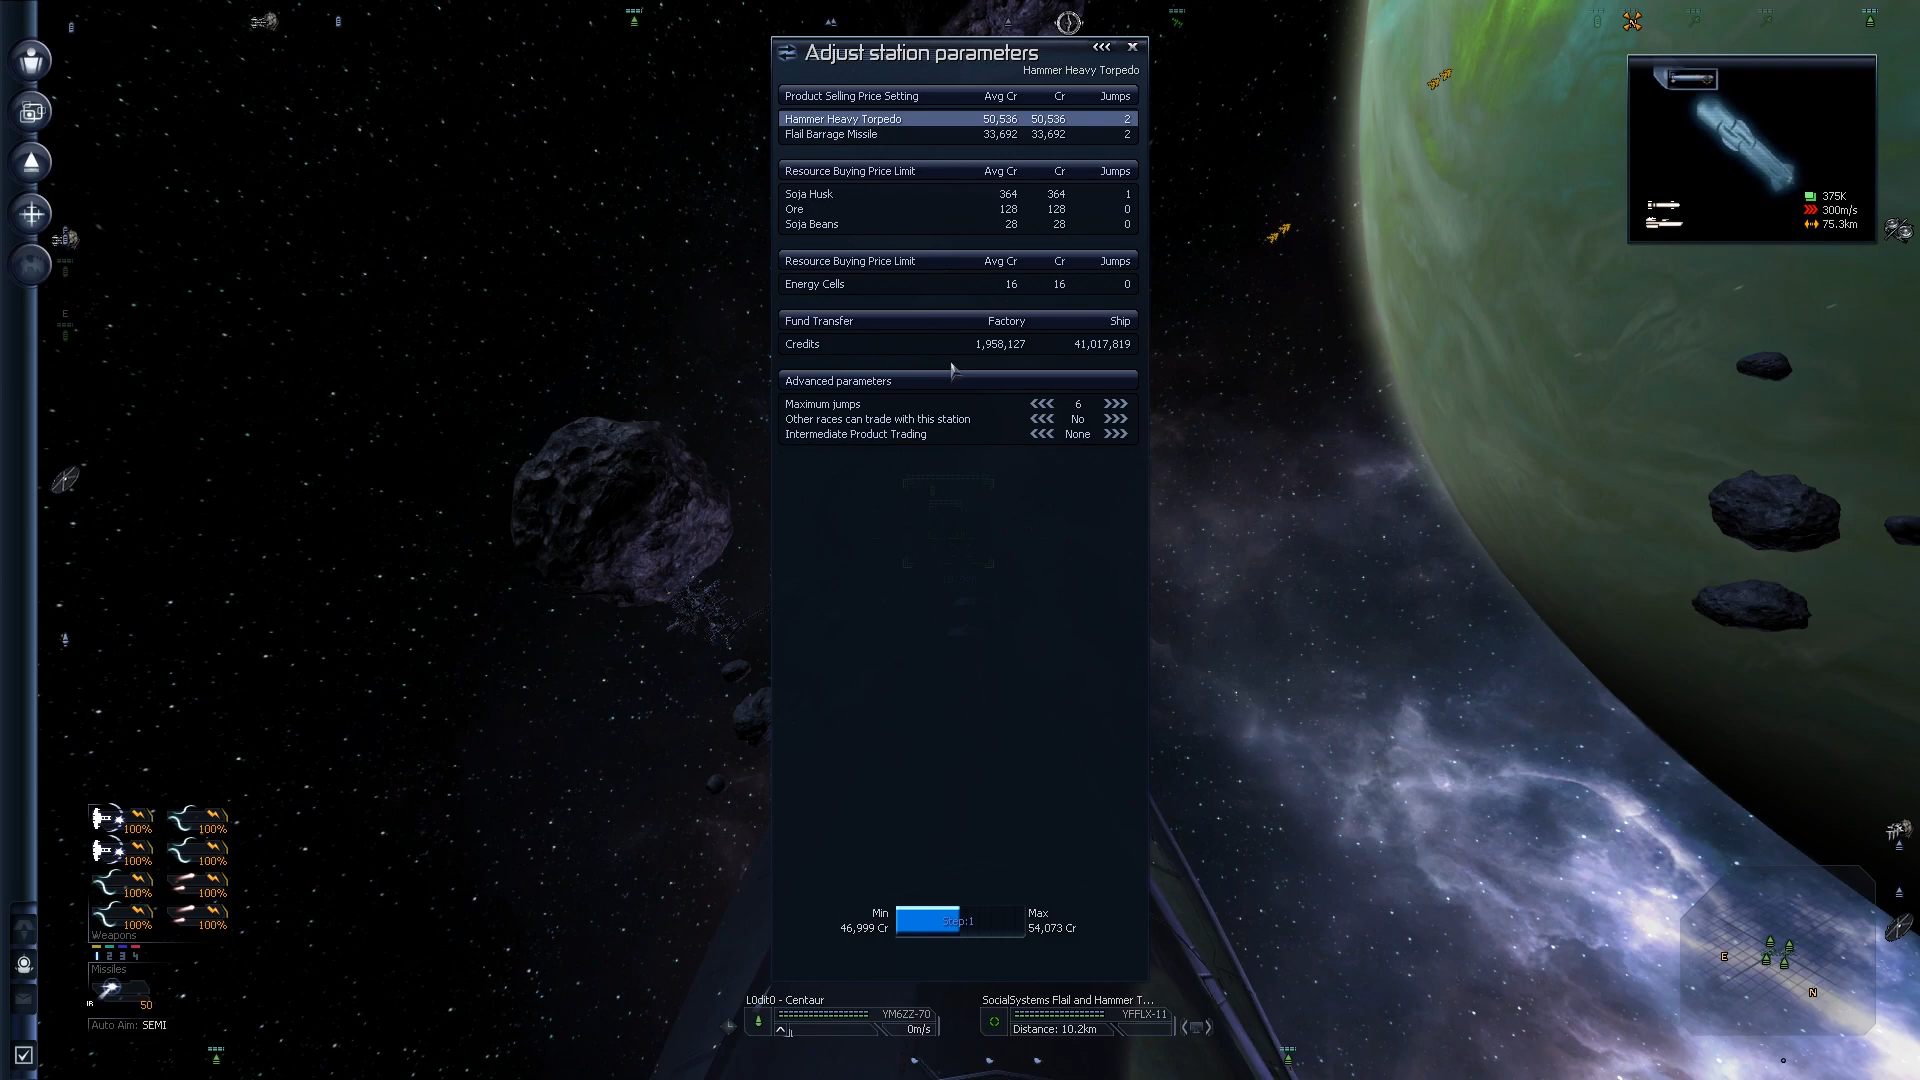 Adjust station parameters
Hammer Heavy Torpedo
Product Selling Price Setting Avg Cr Cr Jumps
Hammer Heavy Torpedo 50,536 50,536 2
Flail Barrage Missile 33,692 33,692 2
Resource Buying Price Limit Avg Cr Cr Jumps
Soja Husk 364 364 1
Ore 128 128 0
Soja Beans 28 28 0
Resource Buying Price Limit Avg Cr Cr Jumps
Energy Cells 16 16 0
Fund Transfer Factory Ship
Credits 1,958,127 41,017,819
Advanced parameters
Maximum jumps 6
Other races can trade with this station No
Intermediate Product Trading None
Min Max
46,999 Cr Step:1 54,073 Cr
375K
300m/s
75.3km
100% 100%
100% 100%
100% 100%
100% 100%
Weapons
1 2 3 4
Missiles
IR 50
Auto Aim: SEMI
L0dit0 - Centaur
YM6ZZ-70
0m/s
SocialSystems Flail and Hammer T...
YFFLX-11
Distance: 10.2km
E
E
N